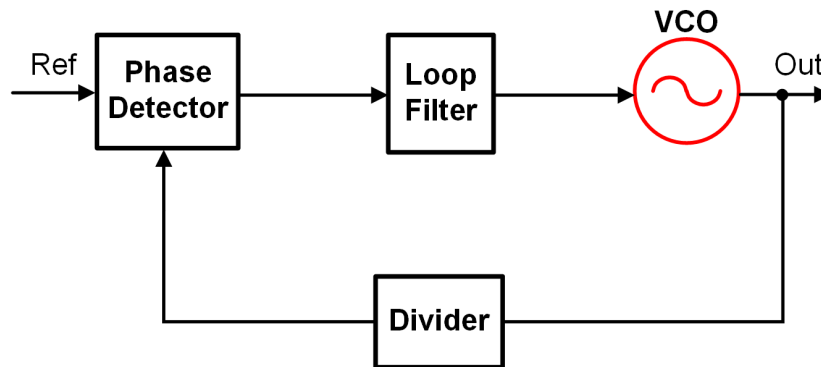 VCO
Ref
Phase
Detector
Loop
Filter
Out
Divider